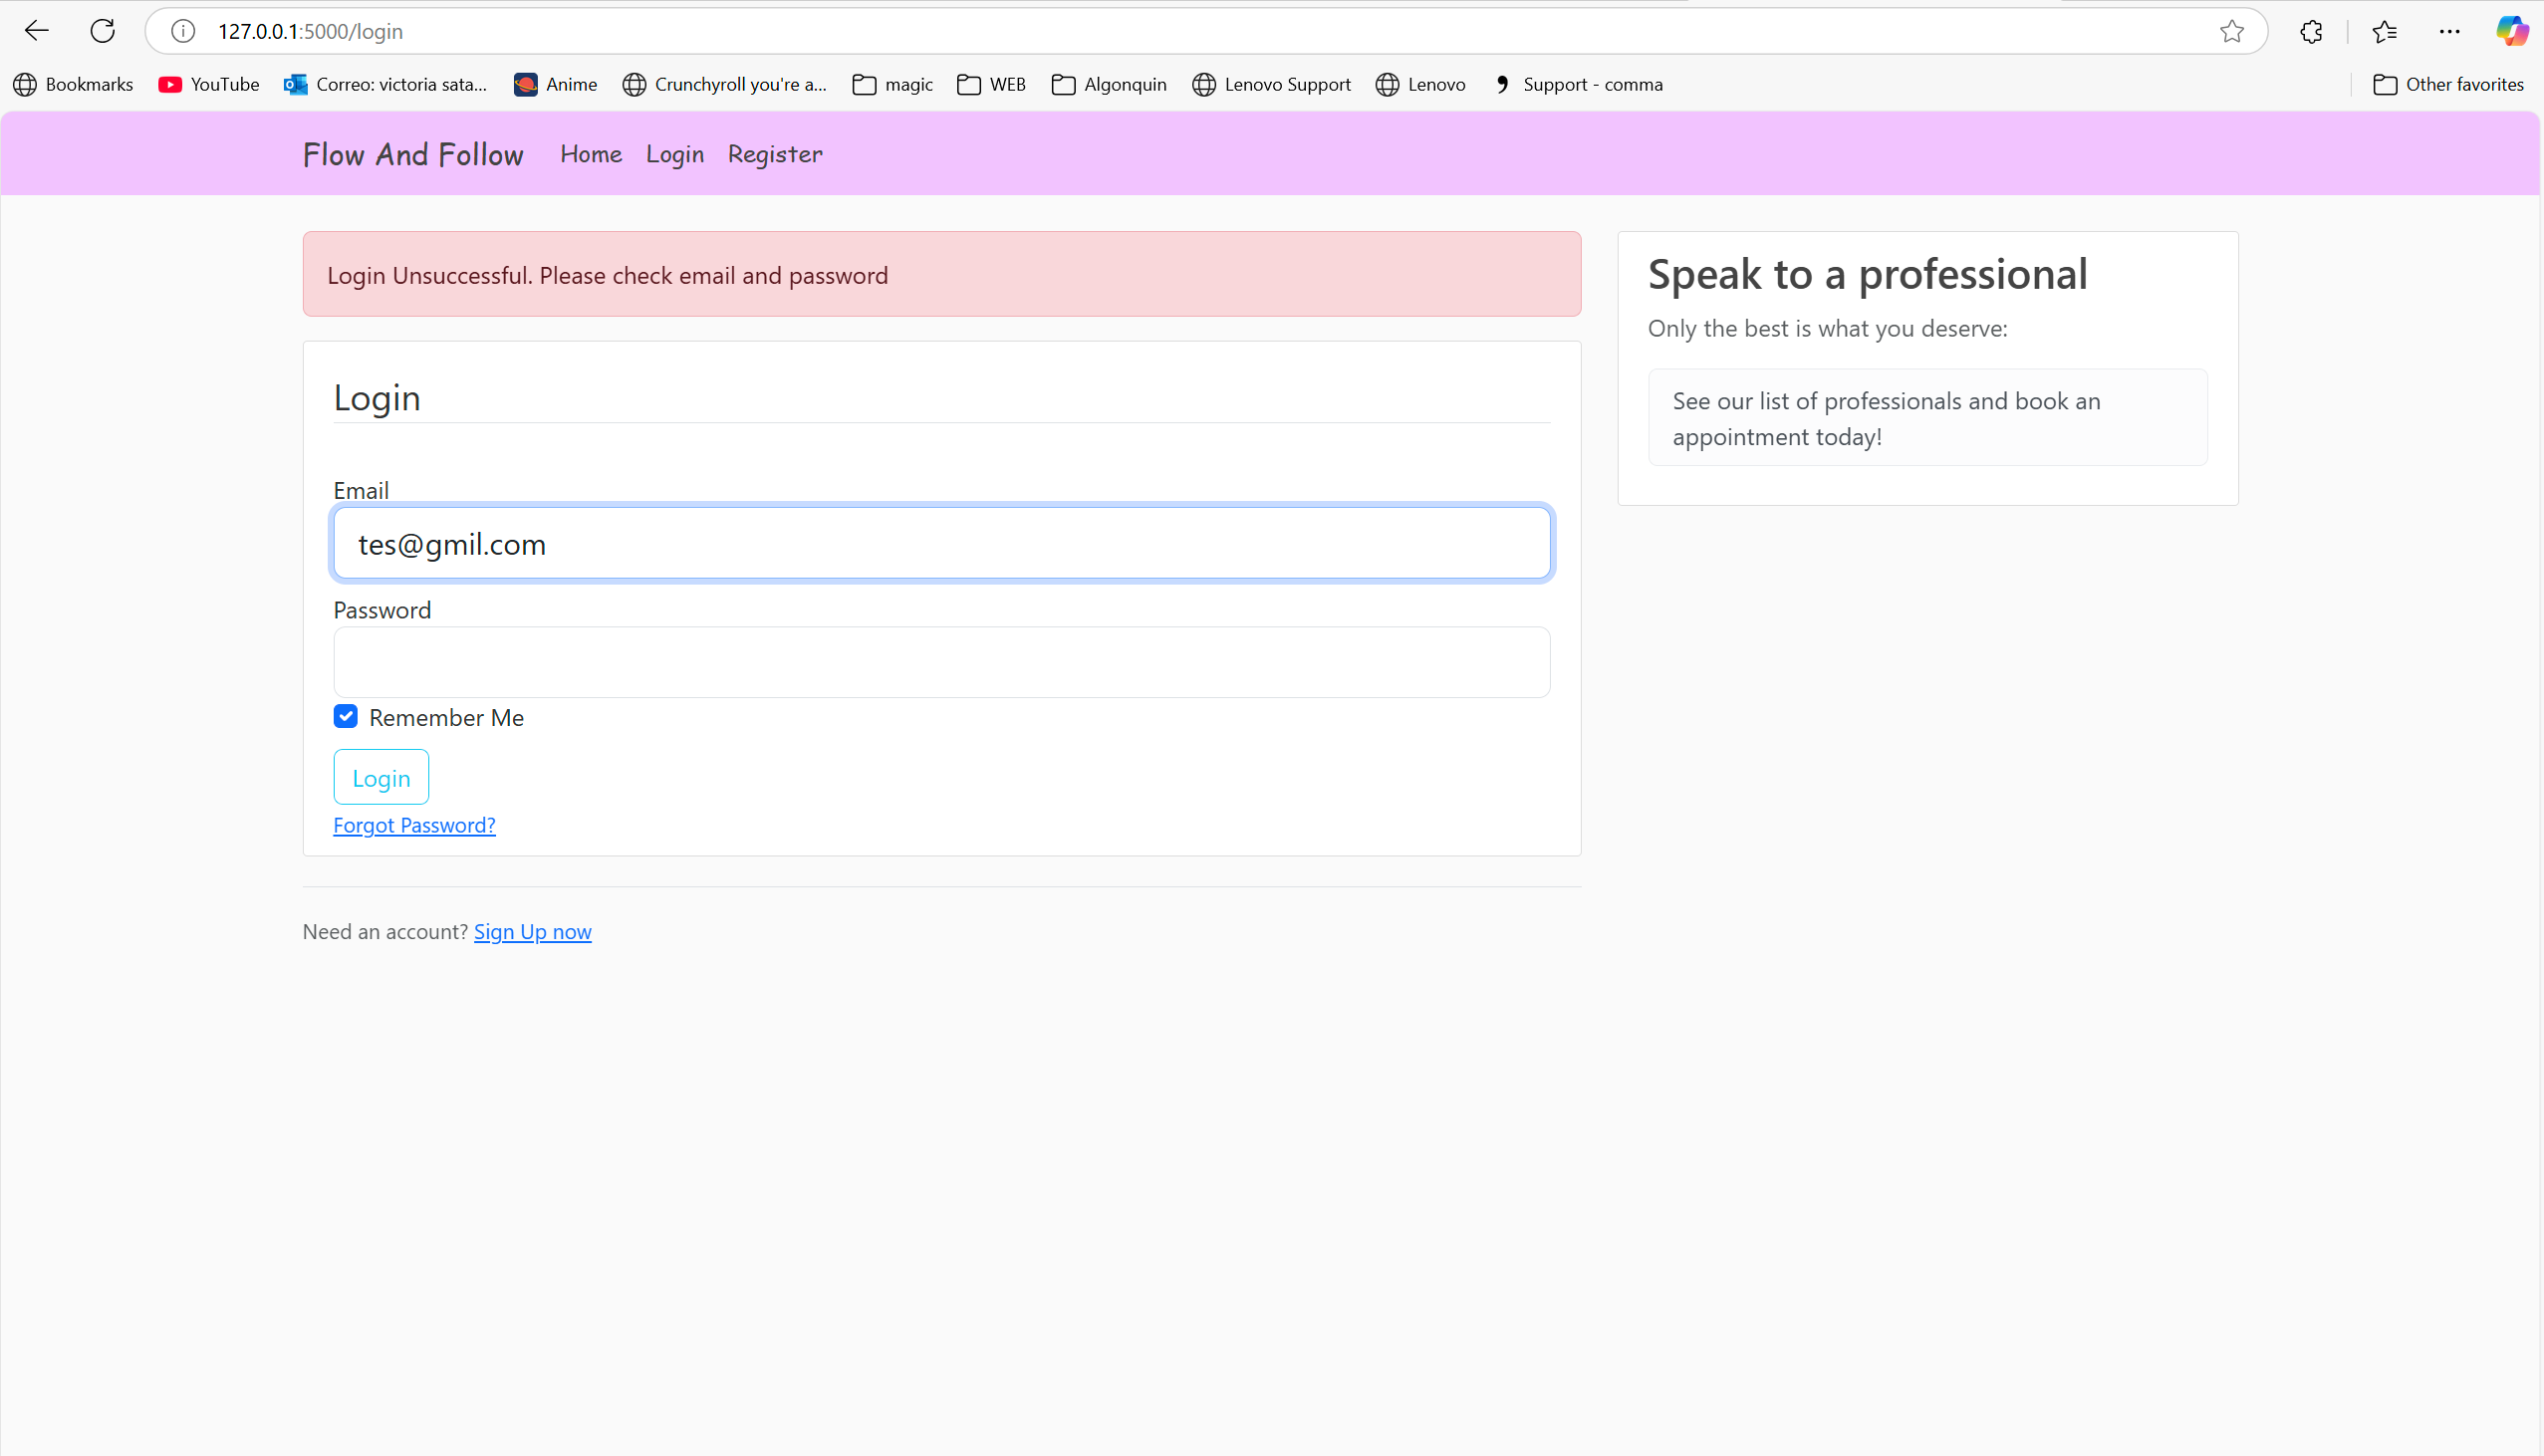 127.0.0.1:5000/login
Bookmarks YouTube Correo: victoria sata... Anime Crunchyroll you're a... magic WEB Algonquin Lenovo Support Lenovo Support - comma Other favorites
Flow And Follow Home Login Register
Login Unsuccessful. Please check email and password
Login
Email
tes@gmil.com
Password
Remember Me
Login
Forgot Password?
Need an account? Sign Up now
Speak to a professional
Only the best is what you deserve:
See our list of professionals and book an
appointment today!